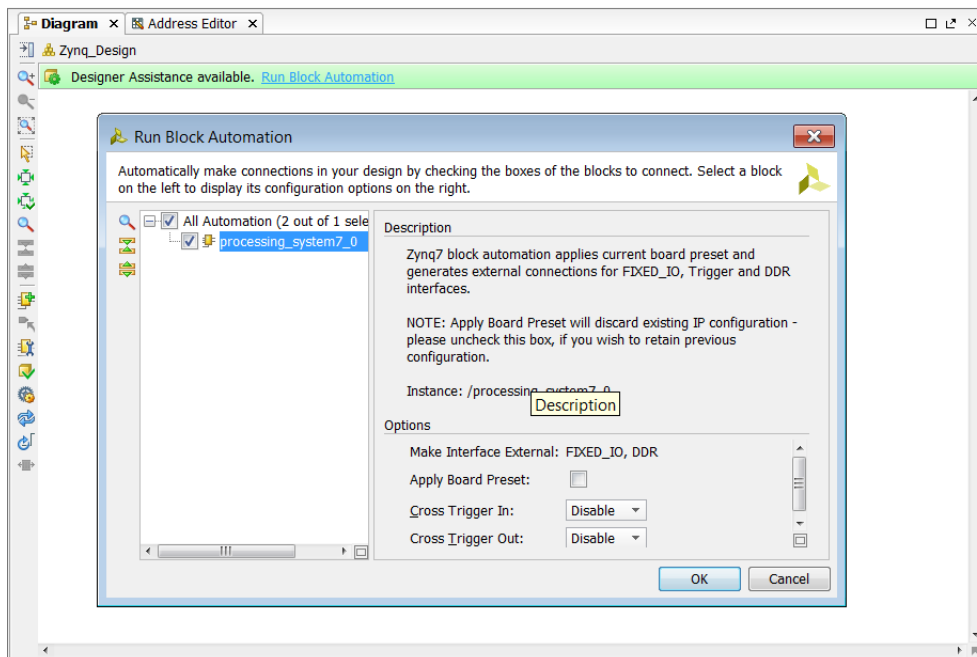 Diagram
Address Editor
Zynq_Design
Designer Assistance available. Run Block Automation
Run Block Automation
Automatically make connections in your design by checking the boxes of the blocks to connect. Select a block
on the left to display its configuration options on the right.
All Automation (2 out of 1 sele
processing_system7_0
Description
Zynq7 block automation applies current board preset and
generates external connections for FIXED_IO, Trigger and DDR
interfaces.
NOTE: Apply Board Preset will discard existing IP configuration -
please uncheck this box, if you wish to retain previous
configuration.
Instance: /processing_system7_0
Description
Options
Make Interface External: FIXED_IO, DDR
Apply Board Preset:
Cross Trigger In: Disable
Cross Trigger Out: Disable
OK Cancel